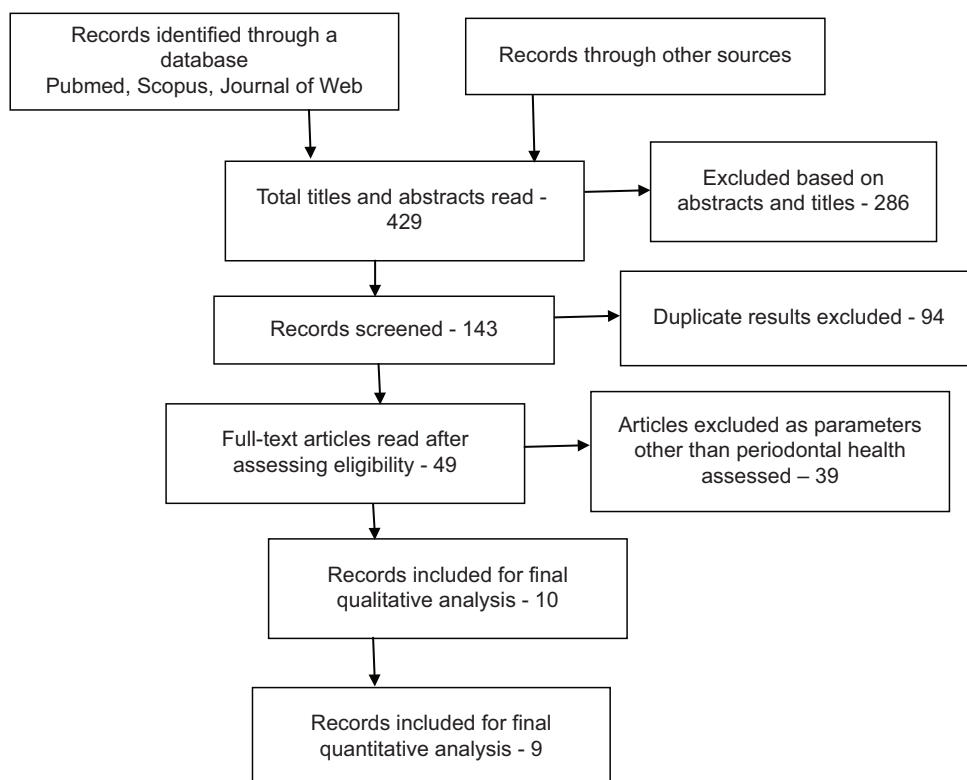 Records identified through a
database
Pubmed, Scopus, Journal of Web
Records through other sources
Total titles and abstracts read -
429
Excluded based on
abstracts and titles - 286
Records screened - 143
Duplicate results excluded - 94
Full-text articles read after
assessing eligibility - 49
Articles excluded as parameters
other than periodontal health
assessed – 39
Records included for final
qualitative analysis - 10
Records included for final
quantitative analysis - 9